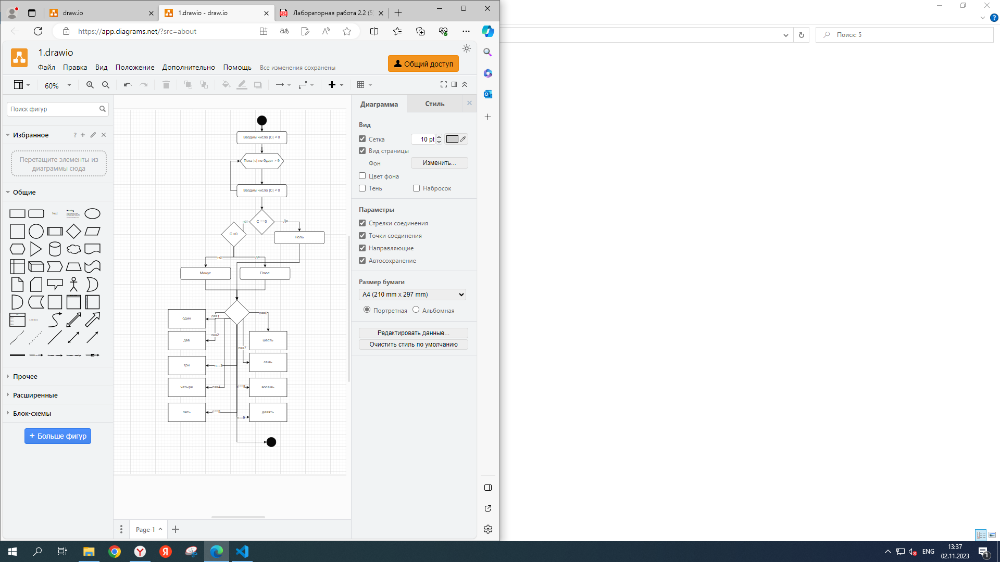 draw.io
1.drawio - draw.io
Лабораторная работа 2.2 (5)
https://app.diagrams.net/?src=about
Поиск: 5
1.drawio
Файл
Правка
Вид
Положение
Дополнительно
Помощь
Все изменения сохранены
Общий доступ
60%
Поиск фигур
Избранное
Перетащите элементы из
диаграммы сюда
Общие
Text
Heading
Прочее
Расширенные
Блок-схемы
+ Больше фигур
Вводим число |C| < 0
Пока |c| не будет > 9
Вводим число |C| < 0
C ==0
нет
Да
C >0
Ноль
нет
да
Минус
Плюс
один
n==1
n==6
n==2
два
шесть
n==7
семь
три
n==3
четыре
n==4
n==8
восемь
пять
n==5
n==9
девять
Диаграмма
Стиль
Вид
Сетка
10 pt
Вид страницы
Фон
Изменить...
Цвет фона
Тень
Набросок
Параметры
Стрелки соединения
Точки соединения
Направляющие
Автосохранение
Размер бумаги
A4 (210 mm x 297 mm)
Портретная
Альбомная
Редактировать данные...
Очистить стиль по умолчанию
Page-1
ENG
13:37
02.11.2023
1